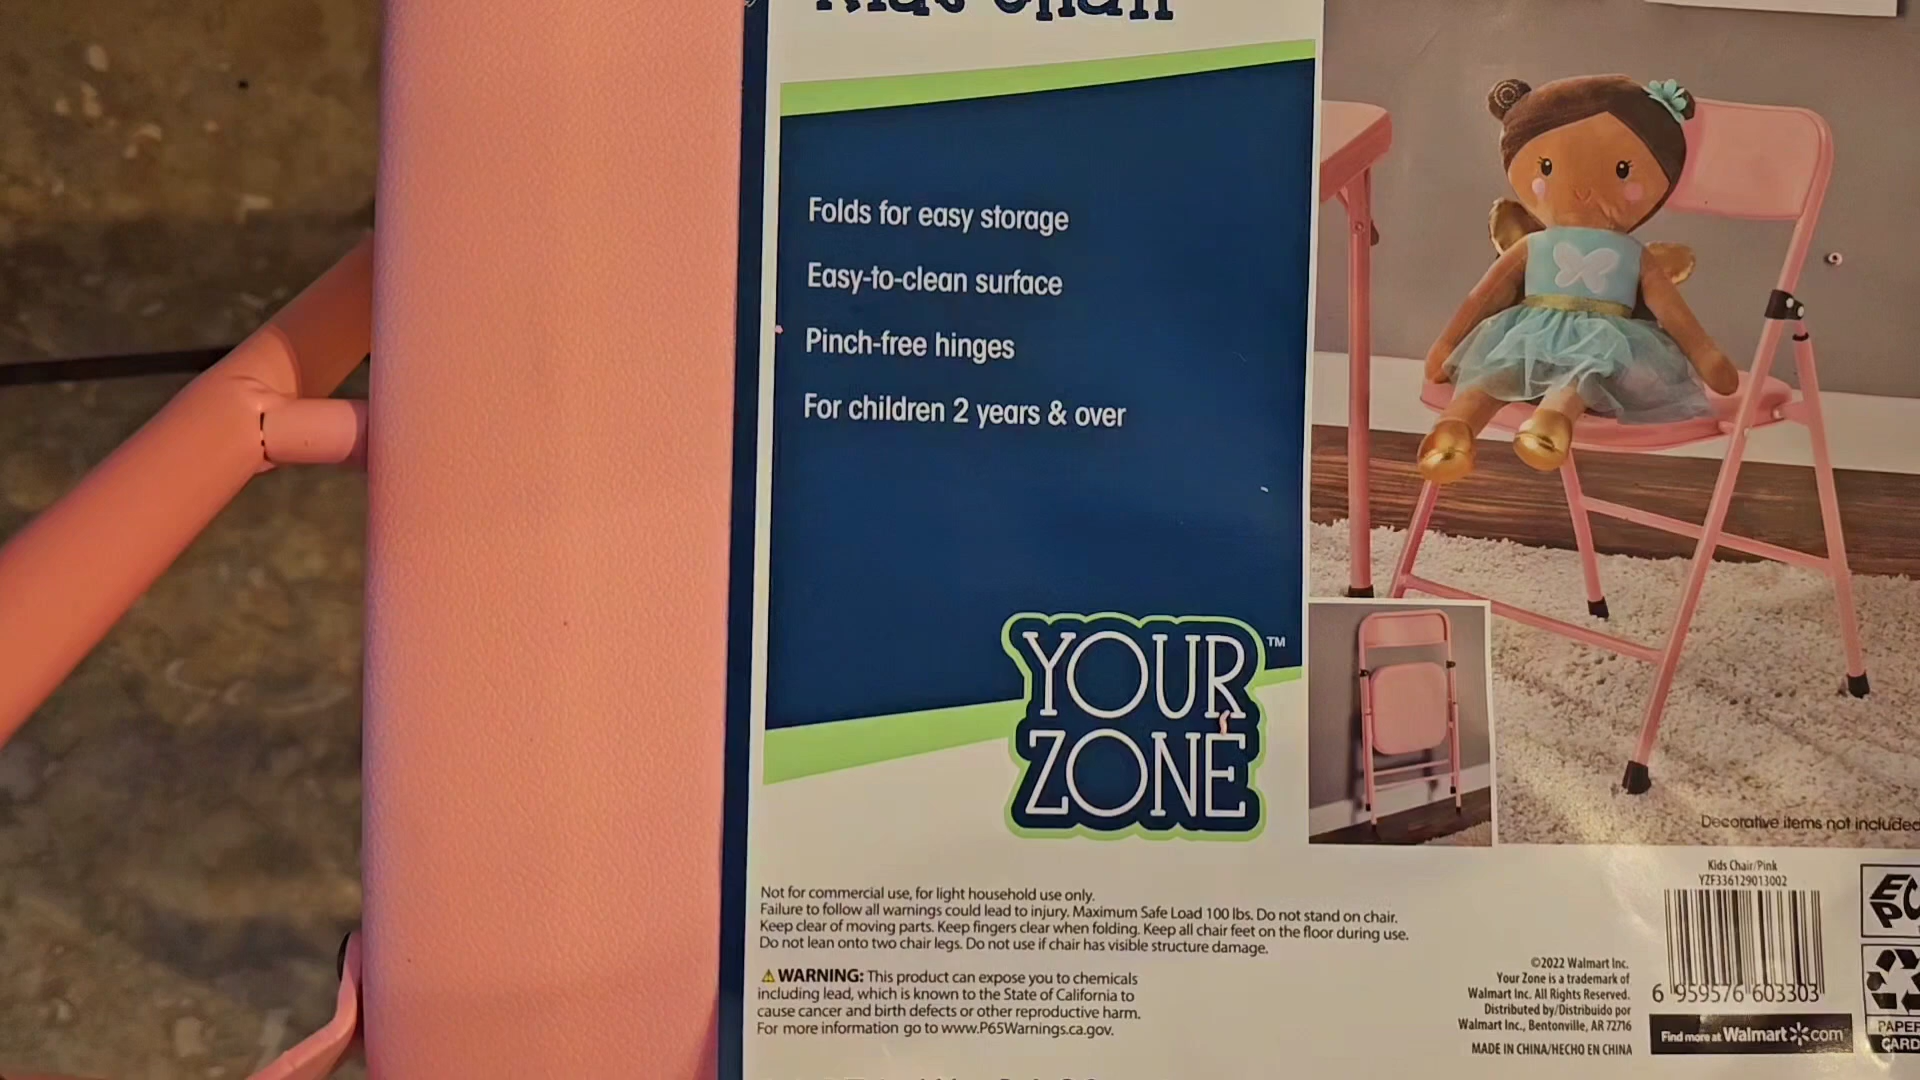 Kids Chair
Folds for easy storage
Easy-to-clean surface
Pinch-free hinges
For children 2 years & over
YOUR ™
ZONE
Decorative items not included
Not for commercial use, for light household use only.
Failure to follow all warnings could lead to injury. Maximum Safe Load 100 lbs. Do not stand on chair.
Keep clear of moving parts. Keep fingers clear when folding. Keep all chair feet on the floor during use.
Do not lean onto two chair legs. Do not use if chair has visible structure damage.
⚠ WARNING: This product can expose you to chemicals
including lead, which is known to the State of California to
cause cancer and birth defects or other reproductive harm.
For more information go to www.P65Warnings.ca.gov.
©2022 Walmart Inc.
Your Zone is a trademark of
Walmart Inc. All Rights Reserved.
Distributed by/Distribuido por
Walmart Inc., Bentonville, AR 72716
MADE IN CHINA/HECHO EN CHINA
Kids Chair/Pink
YZF336129013002
6 959576 603303
Find more at Walmart.com
PAPER
CARD